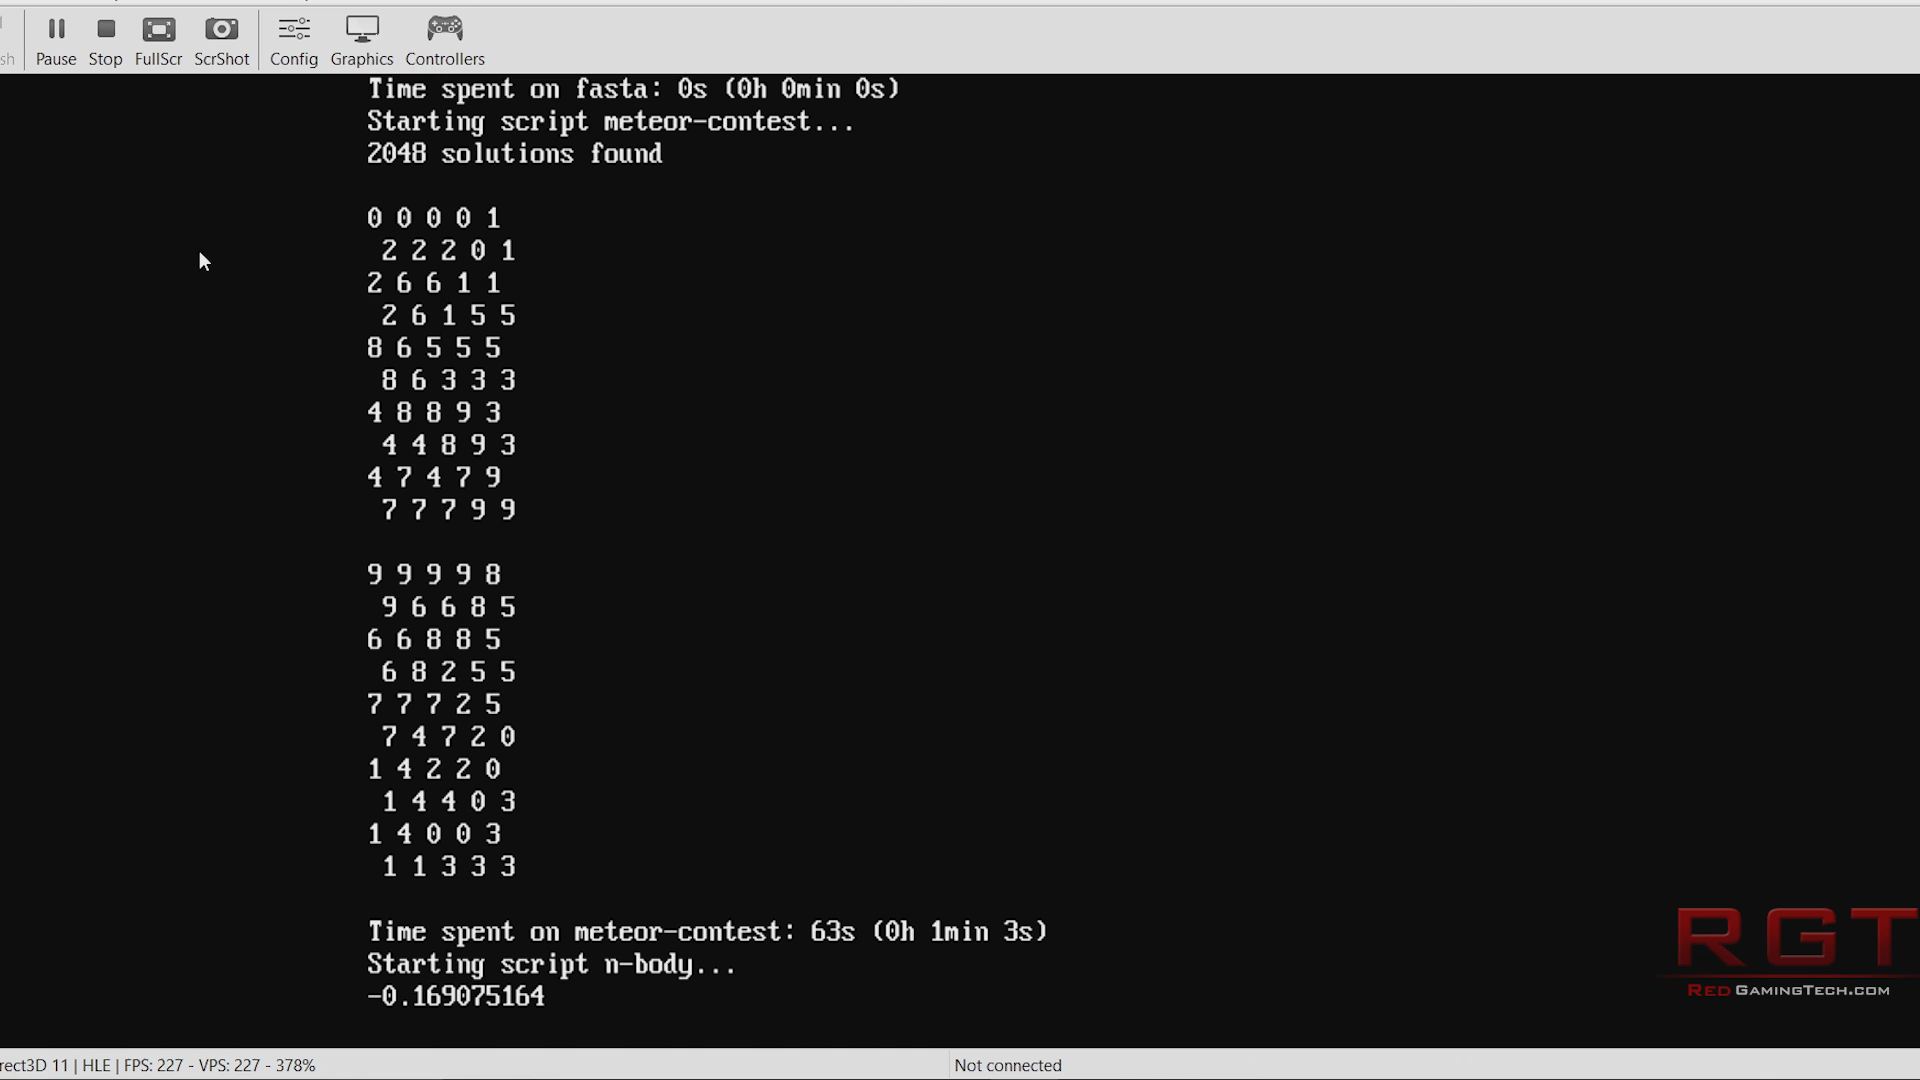 sh Pause Stop FullScr ScrShot Config Graphics Controllers
Time spent on fasta: 0s (0h 0min 0s)
Starting script meteor-contest...
2048 solutions found
0 0 0 0 1
2 2 2 0 1
2 6 6 1 1
2 6 1 5 5
8 6 5 5 5
8 6 3 3 3
4 8 8 9 3
4 4 8 9 3
4 7 4 7 9
7 7 7 9 9
9 9 9 9 8
9 6 6 8 5
6 6 8 8 5
6 8 2 5 5
7 7 7 2 5
7 4 7 2 0
1 4 2 2 0
1 4 4 0 3
1 4 0 0 3
1 1 3 3 3
Time spent on meteor-contest: 63s (0h 1min 3s)
Starting script n-body...
-0.169075164
RGT
REDGAMINGTECH.COM
rect3D 11 | HLE | FPS: 227 - VPS: 227 - 378%
Not connected